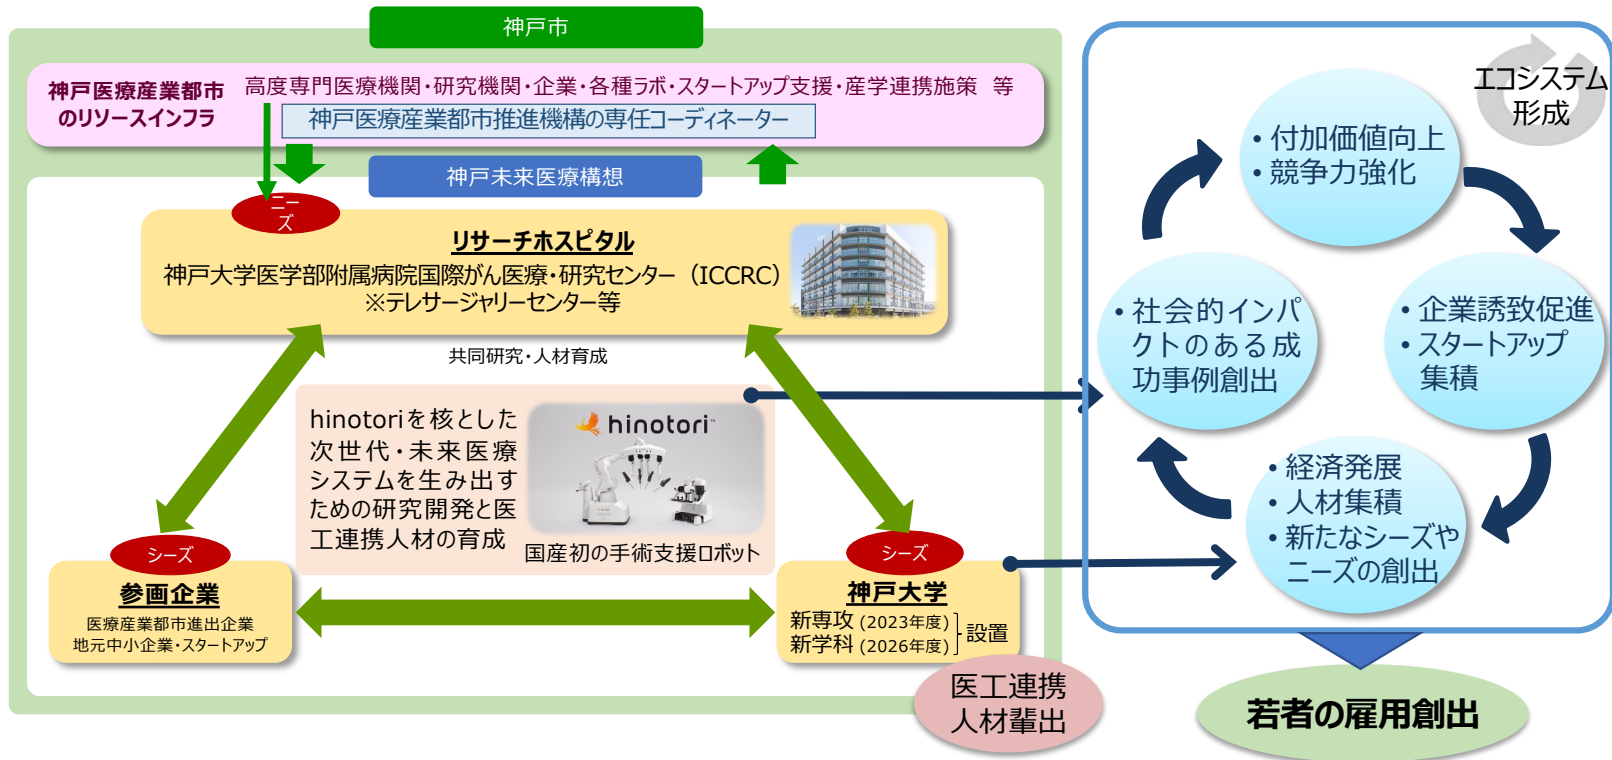 神戸市
神戸医療産業都市
のリソースインフラ
高度専門医療機関・研究機関・企業・各種ラボ・スタートアップ支援・産学連携施策 等
神戸医療産業都市推進機構の専任コーディネーター
神戸未来医療構想
ニー
ズ
リサーチホスピタル
神戸大学医学部附属病院国際がん医療・研究センター（ICCRC）
※テレサージャリーセンター等
共同研究・人材育成
hinotoriを核とした
次世代・未来医療
システムを生み出す
ための研究開発と医
工連携人材の育成
hinotori™
国産初の手術支援ロボット
シーズ
参画企業
医療産業都市進出企業
地元中小企業・スタートアップ
シーズ
神戸大学
新専攻 (2023年度)
新学科 (2026年度)
設置
医工連携
人材輩出
エコシステム
形成
• 付加価値向上
• 競争力強化
• 企業誘致促進
• スタートアップ
集積
• 経済発展
• 人材集積
• 新たなシーズや
ニーズの創出
• 社会的インパ
クトのある成
功事例創出
若者の雇用創出